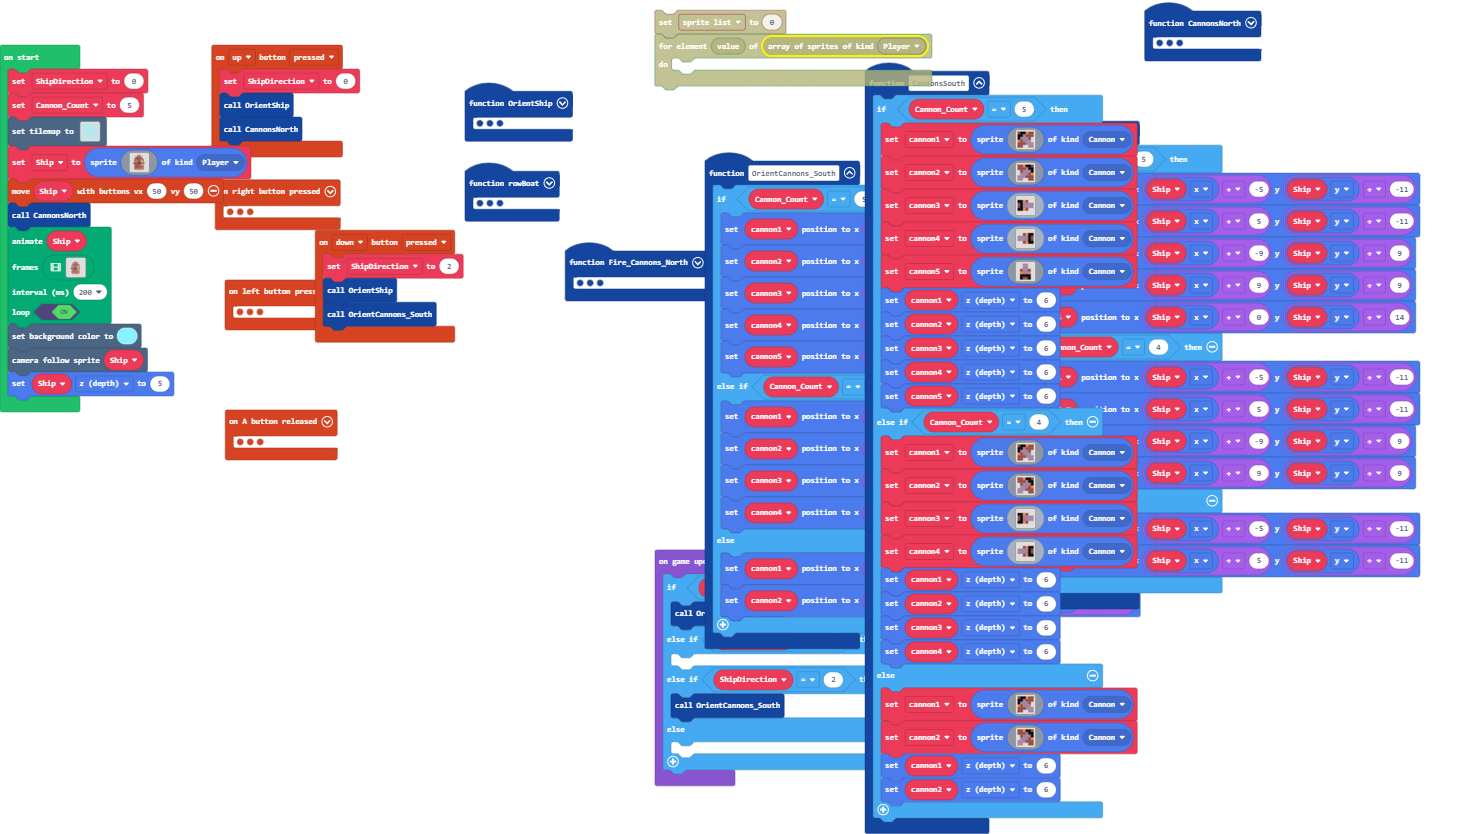 on start
set ShipDirection to 0
set Cannon_Count to 5
set tilemap to
set Ship to sprite of kind Player
move Ship with buttons vx 50 vy 50
call CannonsNorth
animate Ship
frames
interval (ms) 200
loop ON
set background color to
camera follow sprite Ship
set Ship z (depth) to 5
on up button pressed
set ShipDirection to 0
call OrientShip
call CannonsNorth
n right button pressed
on left button press
on down button pressed
set ShipDirection to 2
call OrientShip
call OrientCannons_South
on A button released
function OrientShip
function rowBoat
function Fire_Cannons_North
set sprite list to 0
for element value of array of sprites of kind Player
do
function CannonsNorth
function OrientCannons_South
if Cannon_Count =
set cannon1 position to x
set cannon2 position to x
set cannon3 position to x
set cannon4 position to x
set cannon5 position to x
else if Cannon_Count =
set cannon1 position to x
set cannon2 position to x
set cannon3 position to x
set cannon4 position to x
else
set cannon1 position to x
set cannon2 position to x
on game up
if
call Or
else if
else if ShipDirection = 2
call OrientCannons_South
else
function CannonsSouth
if Cannon_Count = 5 then
set cannon1 to sprite of kind Cannon
set cannon2 to sprite of kind Cannon
set cannon3 to sprite of kind Cannon
set cannon4 to sprite of kind Cannon
set cannon5 to sprite of kind Cannon
set cannon1 z (depth) to 6
set cannon2 z (depth) to 6
set cannon3 z (depth) to 6
set cannon4 z (depth) to 6
set cannon5 z (depth) to 6
else if Cannon_Count = 4 then
set cannon1 to sprite of kind Cannon
set cannon2 to sprite of kind Cannon
set cannon3 to sprite of kind Cannon
set cannon4 to sprite of kind Cannon
set cannon1 z (depth) to 6
set cannon2 z (depth) to 6
set cannon3 z (depth) to 6
set cannon4 z (depth) to 6
else
set cannon1 to sprite of kind Cannon
set cannon2 to sprite of kind Cannon
set cannon1 z (depth) to 6
set cannon2 z (depth) to 6
5 then
Ship x + -5 y Ship y + -11
Ship x + 5 y Ship y + -11
Ship x + -9 y Ship y + 9
Ship x + 9 y Ship y + 9
position to x Ship x + 0 y Ship y + 14
nnon_Count = 4 then
position to x Ship x + -5 y Ship y + -11
sition to x Ship x + 5 y Ship y + -11
Ship x + -9 y Ship y + 9
Ship x + 9 y Ship y + 9
Ship x + -5 y Ship y + -11
Ship x + 5 y Ship y + -11